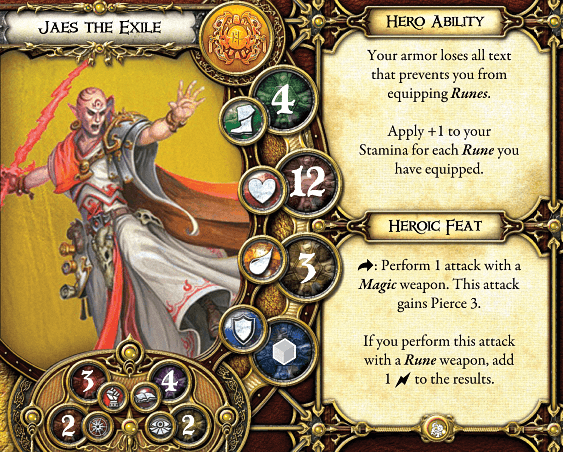 Jaes the Exile
4
12
3
3
4
2
2
Hero Ability
Your armor loses all text
that prevents you from
equipping Runes.
Apply +1 to your
Stamina for each Rune you
have equipped.
Heroic Feat
: Perform 1 attack with a
Magic weapon. This attack
gains Pierce 3.
If you perform this attack
with a Rune weapon, add
1 to the results.